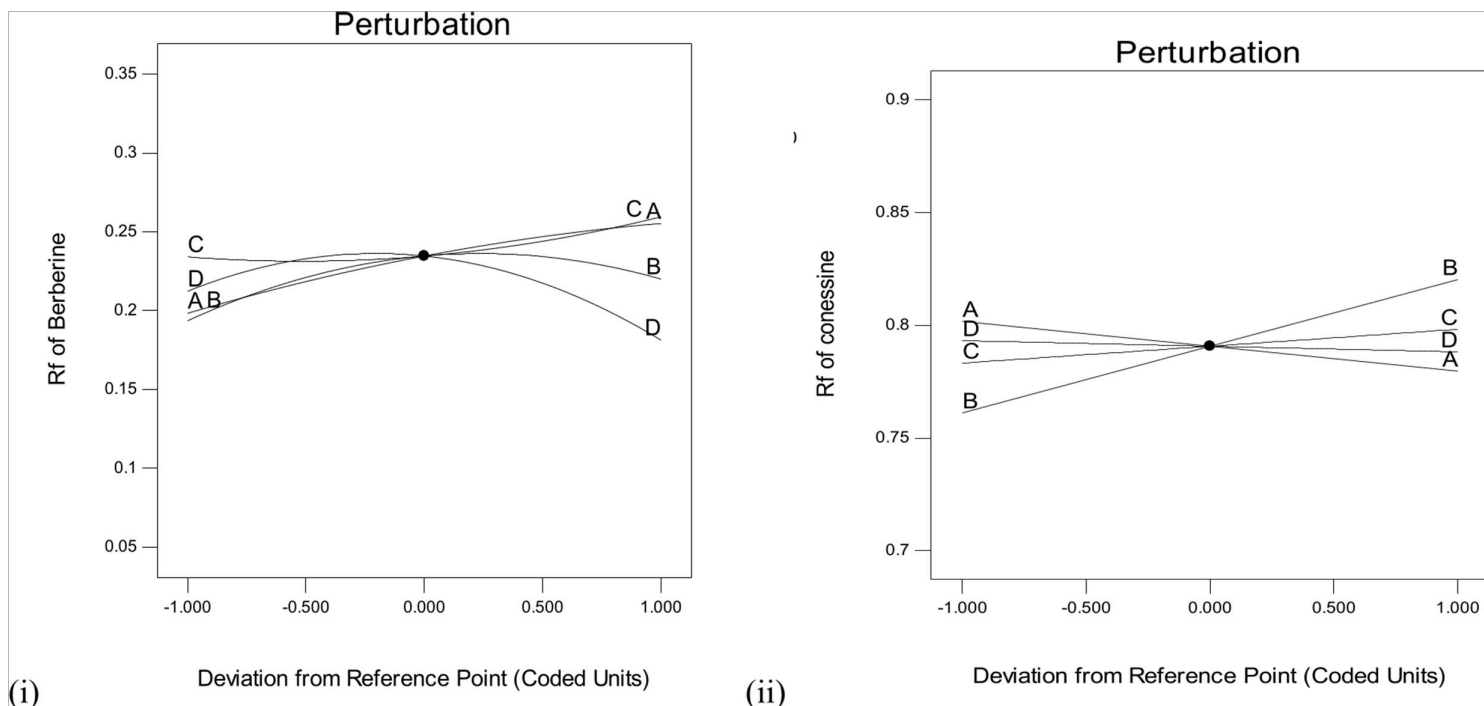 Perturbation
0.35
0.3
0.25
0.2
0.15
0.1
0.05
Rf of Berberine
C
D
A B
C A
B
D
-1.000 -0.500 0.000 0.500 1.000
Deviation from Reference Point (Coded Units)
(i)
Perturbation
)
0.9
0.85
0.8
0.75
0.7
Rf of conessine
A
D
C
B
B
C
D
A
-1.000 -0.500 0.000 0.500 1.000
Deviation from Reference Point (Coded Units)
(ii)